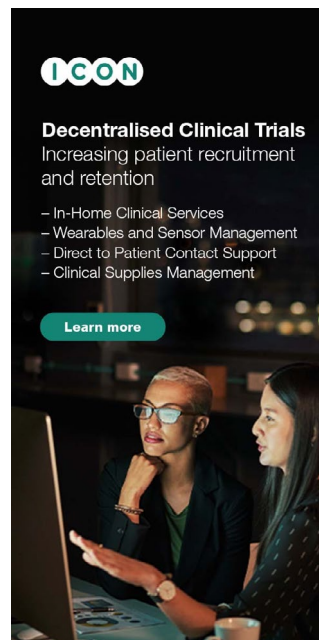 ICON
Decentralised Clinical Trials
Increasing patient recruitment
and retention
– In-Home Clinical Services
– Wearables and Sensor Management
– Direct to Patient Contact Support
– Clinical Supplies Management
Learn more